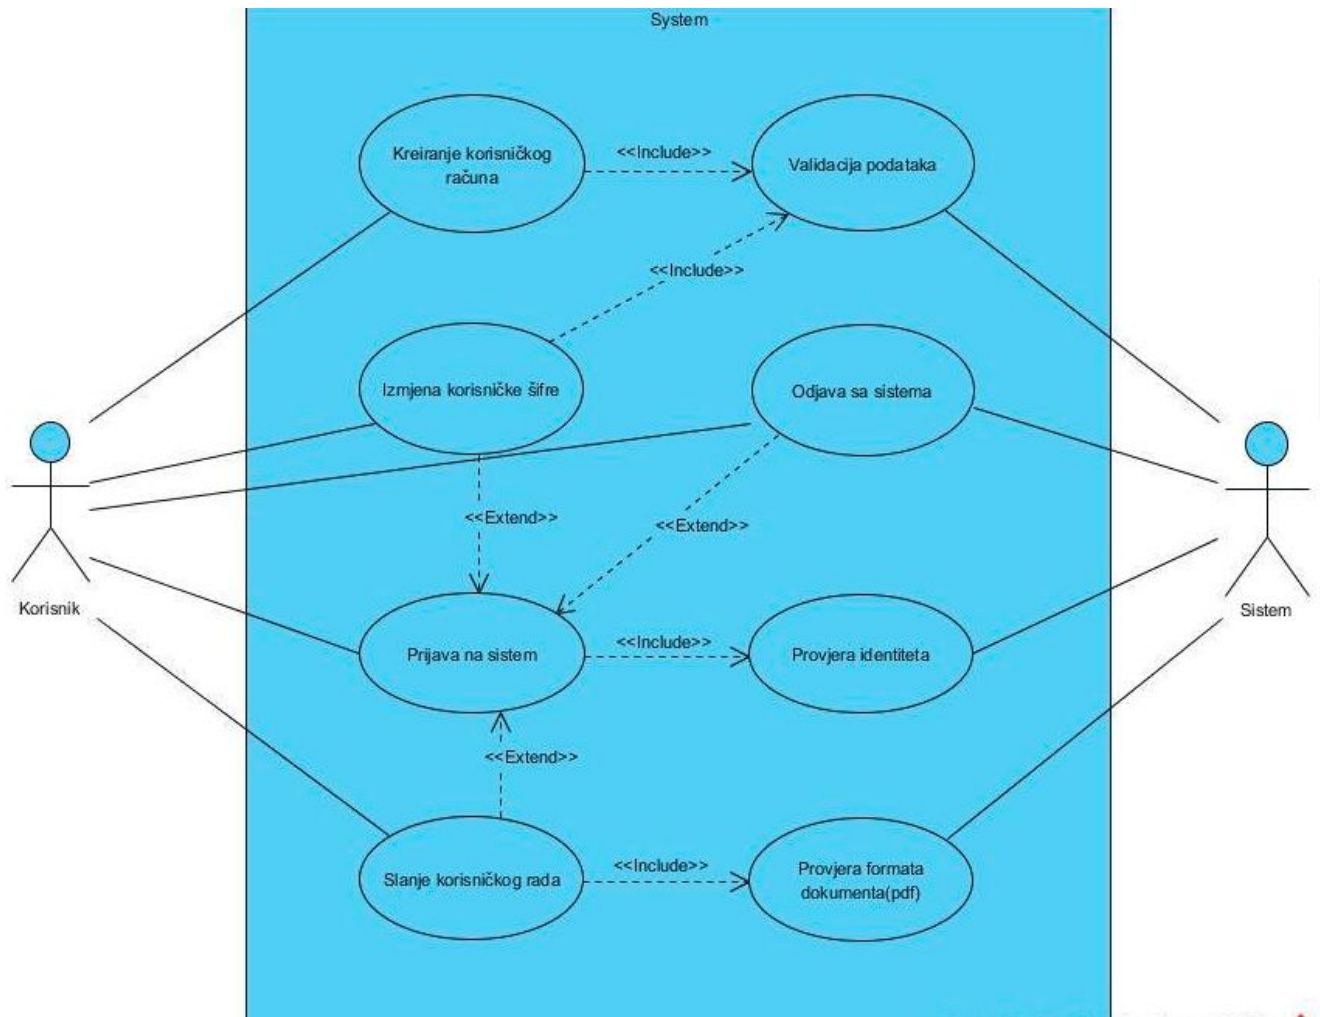 System
Kreiranje korisničkog
računa
<<Include>>
Validacija podataka
<<Include>>
Izmjena korisničke šifre
Odjava sa sistema
<<Extend>>
<<Extend>>
Korisnik
Sistem
Prijava na sistem
<<Include>>
Provjera identiteta
<<Extend>>
Slanje korisničkog rada
<<Include>>
Provjera formata
dokumenta(pdf)